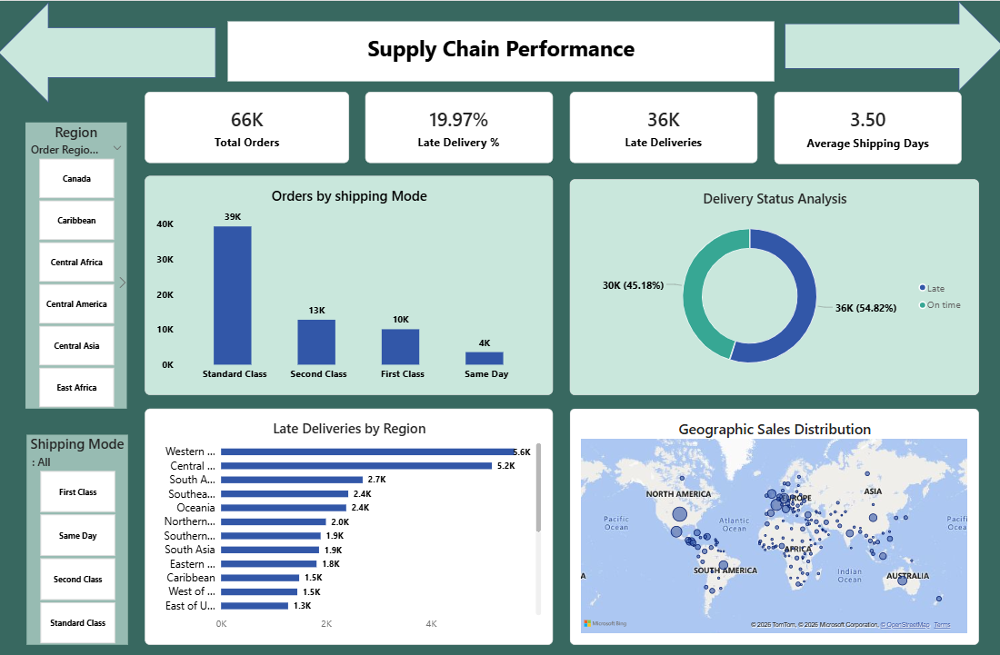 Supply Chain Performance
66K
Total Orders
19.97%
Late Delivery %
36K
Late Deliveries
3.50
Average Shipping Days
Region
Order Regio...
Canada
Caribbean
Central Africa
Central America
Central Asia
East Africa
Shipping Mode
: All
First Class
Same Day
Second Class
Standard Class
Orders by shipping Mode
40K
30K
20K
10K
0K
39K
13K
10K
4K
Standard Class
Second Class
First Class
Same Day
Delivery Status Analysis
30K (45.18%)
36K (54.82%)
Late
On time
Late Deliveries by Region
Western ... 5.6K
Central ... 5.2K
South A... 2.7K
Southea... 2.4K
Oceania 2.4K
Northern... 2.0K
Southern... 1.9K
South Asia 1.9K
Eastern ... 1.8K
Caribbean 1.5K
West of ... 1.5K
East of U... 1.3K
0K 2K 4K
Geographic Sales Distribution
NORTH AMERICA
EUROPE
ASIA
Pacific
Ocean
Atlantic
Ocean
Pacifi
Ocea
AFRICA
SOUTH AMERICA
Indian
Ocean
AUSTRALIA
A
Microsoft Bing
© 2026 TomTom, © 2026 Microsoft Corporation, © OpenStreetMap Terms